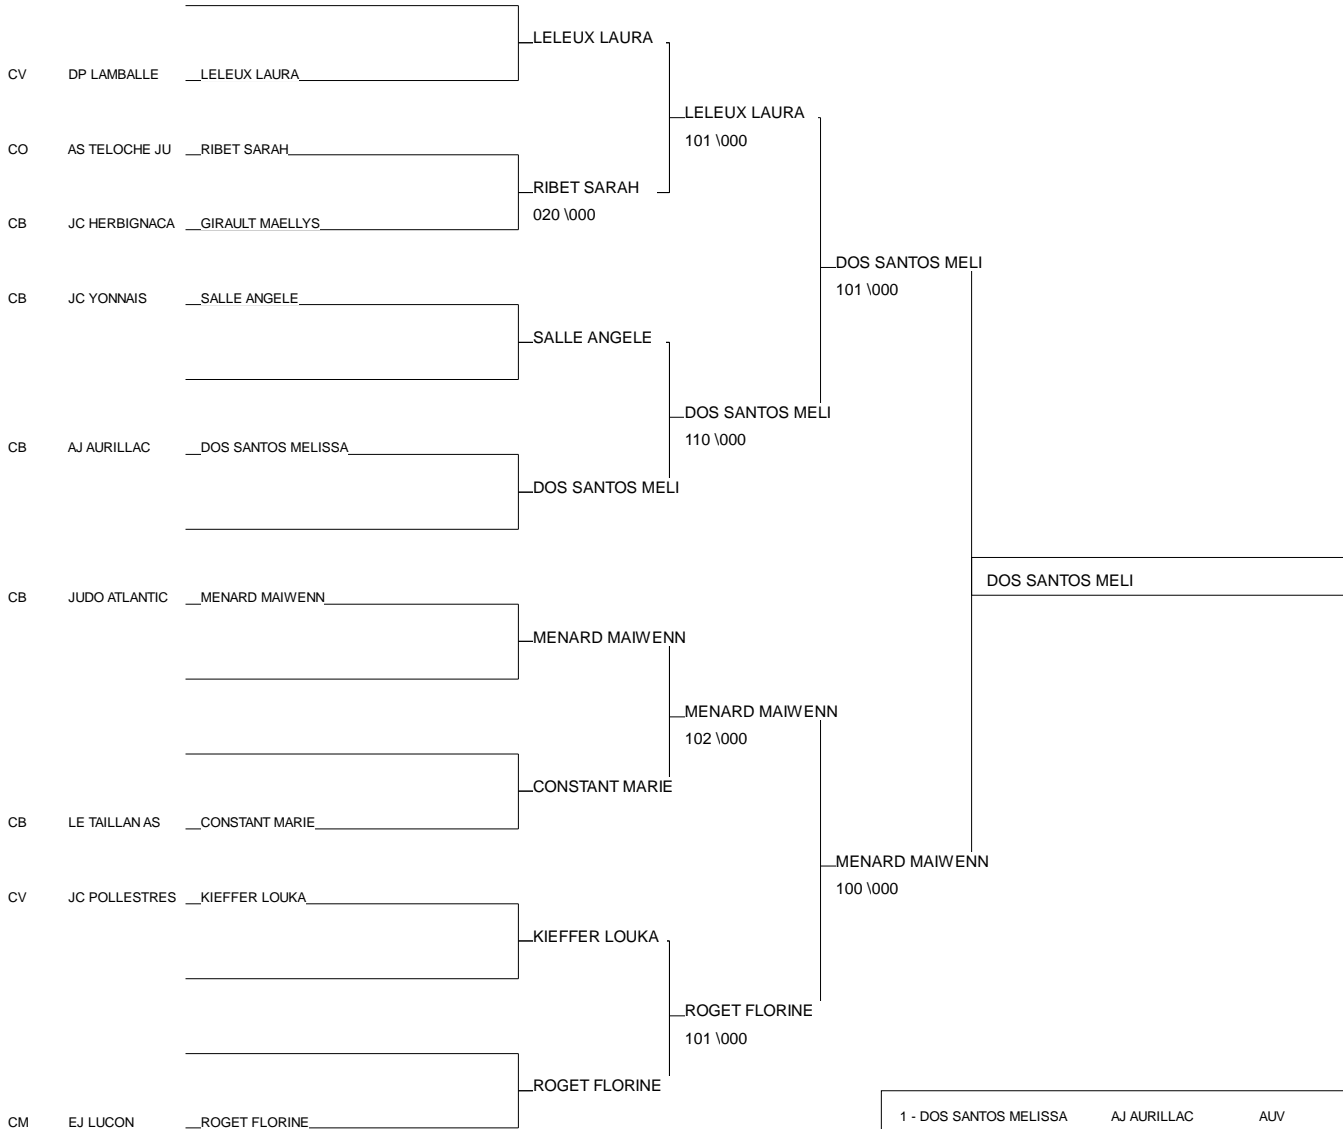 LELEUX LAURA
CV DP LAMBALLE LELEUX LAURA
LELEUX LAURA
101 \000
CO AS TELOCHE JU RIBET SARAH
RIBET SARAH
020 \000
CB JC HERBIGNACA GIRAULT MAELLYS
DOS SANTOS MELI
101 \000
CB JC YONNAIS SALLE ANGELE
SALLE ANGELE
DOS SANTOS MELI
110 \000
CB AJ AURILLAC DOS SANTOS MELISSA
DOS SANTOS MELI
DOS SANTOS MELI
CB JUDO ATLANTIC MENARD MAIWENN
MENARD MAIWENN
MENARD MAIWENN
102 \000
CONSTANT MARIE
CB LE TAILLAN AS CONSTANT MARIE
MENARD MAIWENN
100 \000
CV JC POLLESTRES KIEFFER LOUKA
KIEFFER LOUKA
ROGET FLORINE
101 \000
ROGET FLORINE
CM EJ LUCON ROGET FLORINE
1 - DOS SANTOS MELISSA AJ AURILLAC AUV